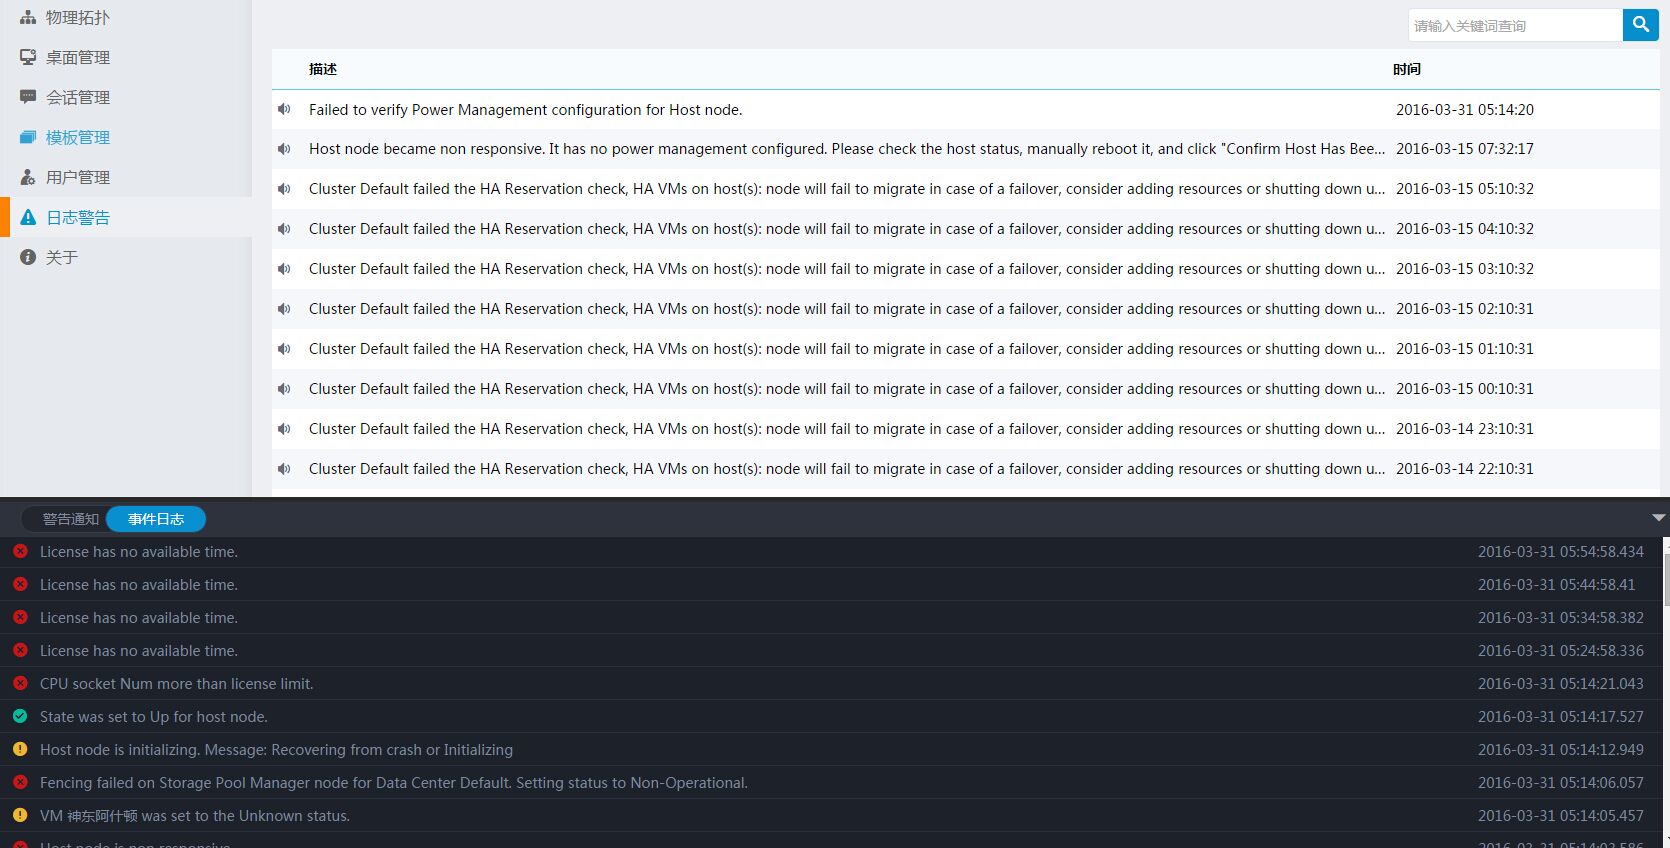 物理拓扑
桌面管理
会话管理
模板管理
用户管理
日志警告
关于
请输入关键词查询
描述 时间
Failed to verify Power Management configuration for Host node. 2016-03-31 05:14:20
Host node became non responsive. It has no power management configured. Please check the host status, manually reboot it, and click "Confirm Host Has Bee... 2016-03-15 07:32:17
Cluster Default failed the HA Reservation check, HA VMs on host(s): node will fail to migrate in case of a failover, consider adding resources or shutting down u... 2016-03-15 05:10:32
Cluster Default failed the HA Reservation check, HA VMs on host(s): node will fail to migrate in case of a failover, consider adding resources or shutting down u... 2016-03-15 04:10:32
Cluster Default failed the HA Reservation check, HA VMs on host(s): node will fail to migrate in case of a failover, consider adding resources or shutting down u... 2016-03-15 03:10:32
Cluster Default failed the HA Reservation check, HA VMs on host(s): node will fail to migrate in case of a failover, consider adding resources or shutting down u... 2016-03-15 02:10:31
Cluster Default failed the HA Reservation check, HA VMs on host(s): node will fail to migrate in case of a failover, consider adding resources or shutting down u... 2016-03-15 01:10:31
Cluster Default failed the HA Reservation check, HA VMs on host(s): node will fail to migrate in case of a failover, consider adding resources or shutting down u... 2016-03-15 00:10:31
Cluster Default failed the HA Reservation check, HA VMs on host(s): node will fail to migrate in case of a failover, consider adding resources or shutting down u... 2016-03-14 23:10:31
Cluster Default failed the HA Reservation check, HA VMs on host(s): node will fail to migrate in case of a failover, consider adding resources or shutting down u... 2016-03-14 22:10:31
警告通知 事件日志
License has no available time. 2016-03-31 05:54:58.434
License has no available time. 2016-03-31 05:44:58.41
License has no available time. 2016-03-31 05:34:58.382
License has no available time. 2016-03-31 05:24:58.336
CPU socket Num more than license limit. 2016-03-31 05:14:21.043
State was set to Up for host node. 2016-03-31 05:14:17.527
Host node is initializing. Message: Recovering from crash or Initializing 2016-03-31 05:14:12.949
Fencing failed on Storage Pool Manager node for Data Center Default. Setting status to Non-Operational. 2016-03-31 05:14:06.057
VM 神东阿什顿 was set to the Unknown status. 2016-03-31 05:14:05.457
Host node is non responsive. 2016-03-31 05:14:03.586